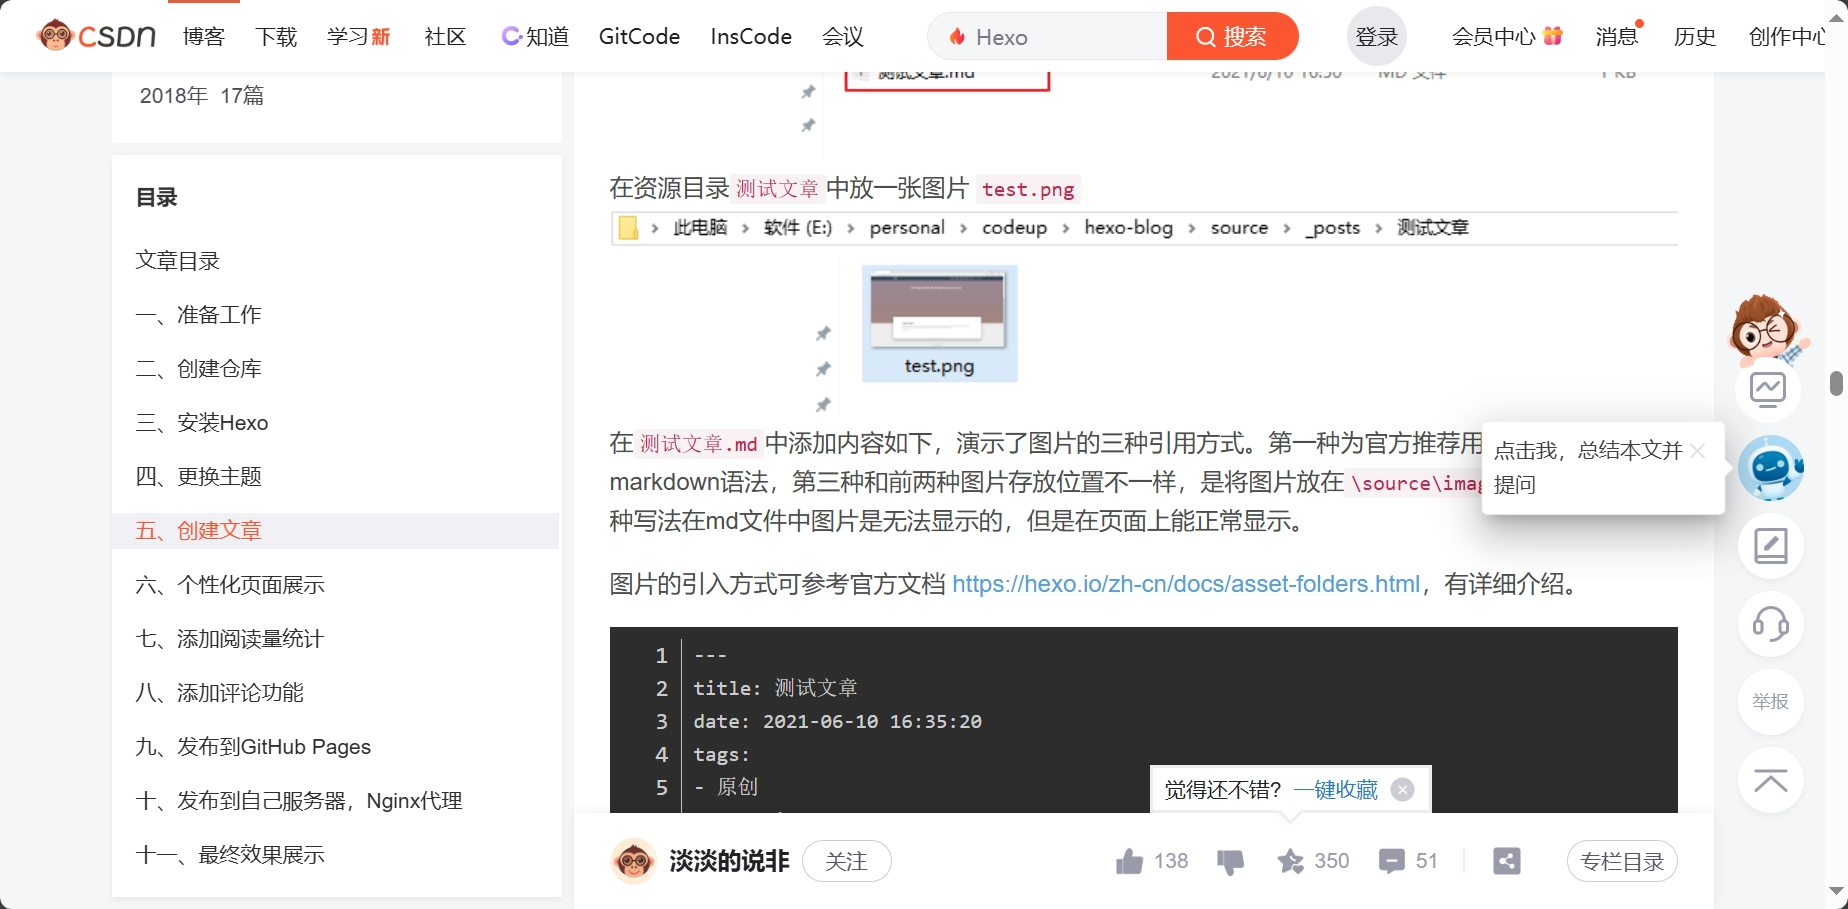 CSDN 博客 下载 学习新 社区 C知道 GitCode InsCode 会议 Hexo 搜索 登录 会员中心 消息 历史 创作中心
2018年 17篇
目录
文章目录
一、准备工作
二、创建仓库
三、安装Hexo
四、更换主题
五、创建文章
六、个性化页面展示
七、添加阅读量统计
八、添加评论功能
九、发布到GitHub Pages
十、发布到自己服务器，Nginx代理
十一、最终效果展示
测试文章.md 2021/6/10 16:50 MD 文件 1 KB
在资源目录 测试文章 中放一张图片 test.png
此电脑 › 软件 (E:) › personal › codeup › hexo-blog › source › _posts › 测试文章
test.png
在 测试文章.md 中添加内容如下，演示了图片的三种引用方式。第一种为官方推荐用
markdown语法，第三种和前两种图片存放位置不一样，是将图片放在 \source\imag
种写法在md文件中图片是无法显示的，但是在页面上能正常显示。
图片的引入方式可参考官方文档 https://hexo.io/zh-cn/docs/asset-folders.html，有详细介绍。
1 ---
2 title: 测试文章
3 date: 2021-06-10 16:35:20
4 tags:
5 - 原创
觉得还不错? 一键收藏
淡淡的说非 关注 138 350 51 专栏目录
点击我，总结本文并
提问
举报